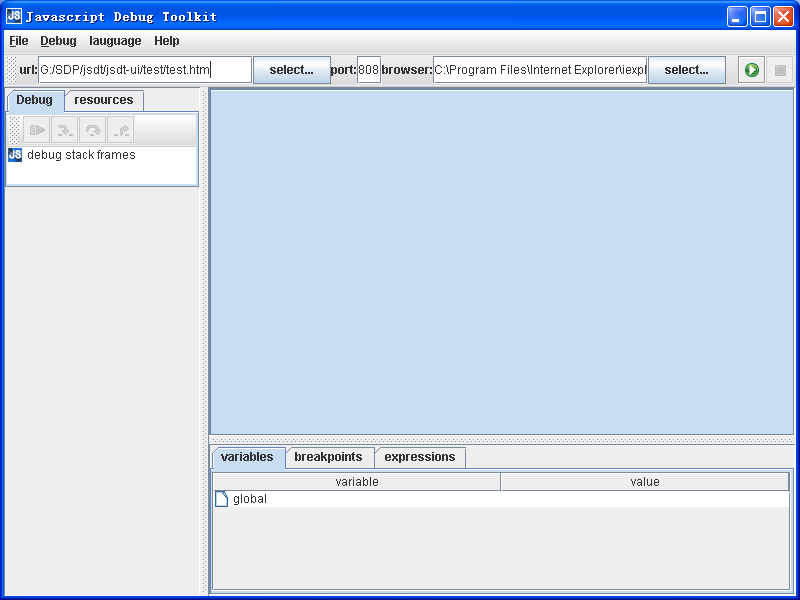 JS Javascript Debug Toolkit
File Debug lauguage Help
url: G:/SDP/jsdt/jsdt-ui/test/test.htm select... port: 808 browser: C:\Program Files\Internet Explorer\iexpl select...
Debug resources
JS debug stack frames
variables breakpoints expressions
variable value
global